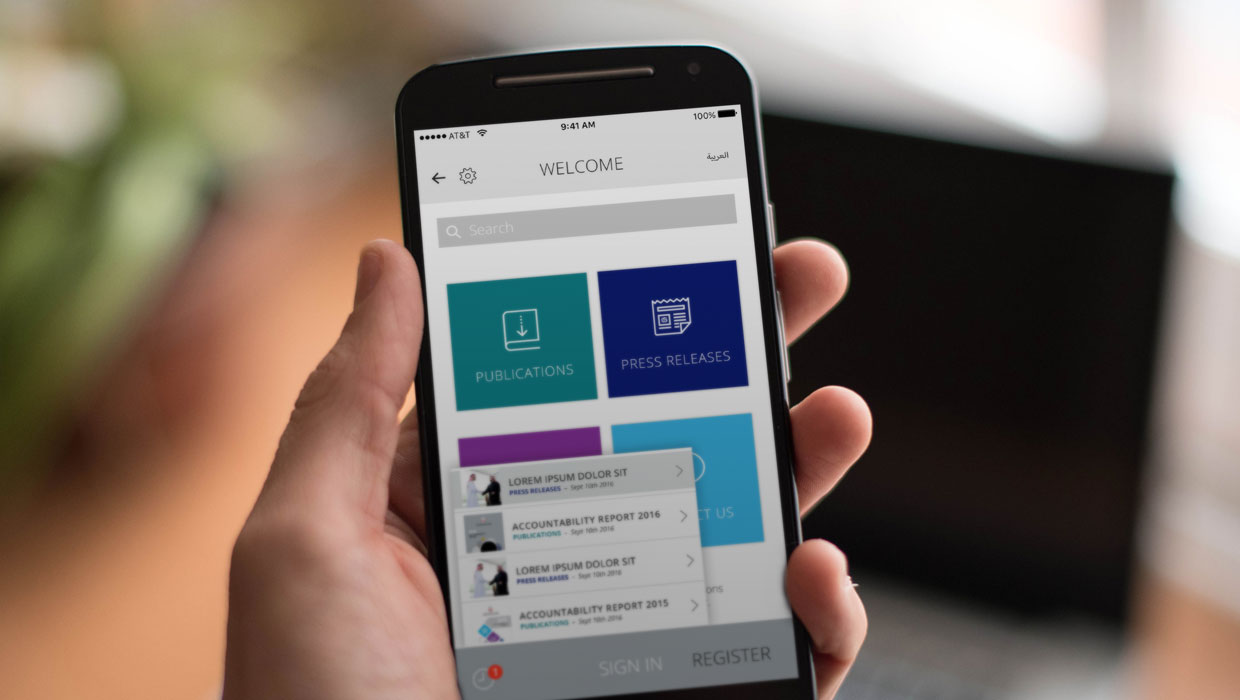 AT&T 9:41 AM 100%
WELCOME العربية
Search
PUBLICATIONS
PRESS RELEASES
LOREM IPSUM DOLOR SIT
PRESS RELEASES - Sept 10th 2016
ACCOUNTABILITY REPORT 2016
PUBLICATIONS - Sept 10th 2016
T US
LOREM IPSUM DOLOR SIT
PRESS RELEASES - Sept 10th 2016
ACCOUNTABILITY REPORT 2015
PUBLICATIONS - Sept 10th 2016
ons
1
SIGN IN
REGISTER